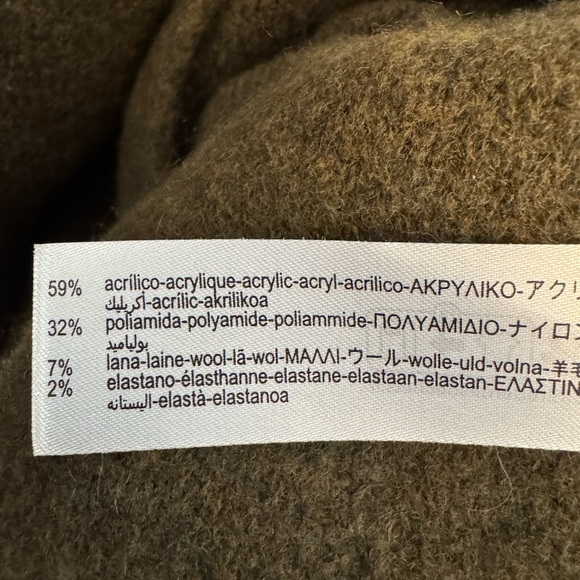 59% acrílico-acrylique-acrylic-acryl-acrilico-ΑΚΡΥΛΙΚΟ-アクリ
أكريليك-acrílic-akrilikoa
32% poliamida-polyamide-poliammide-ΠΟΛΥΑΜΙΔΙΟ-ナイロン
بولياميد
7% lana-laine-wool-lã-wol-ΜΑΛΛΙ-ウール-wolle-uld-volna-羊毛
2% elastano-élasthanne-elastane-elastaan-elastan-ΕΛΑΣΤΙΝ
اليستانه-elastà-elastanoa